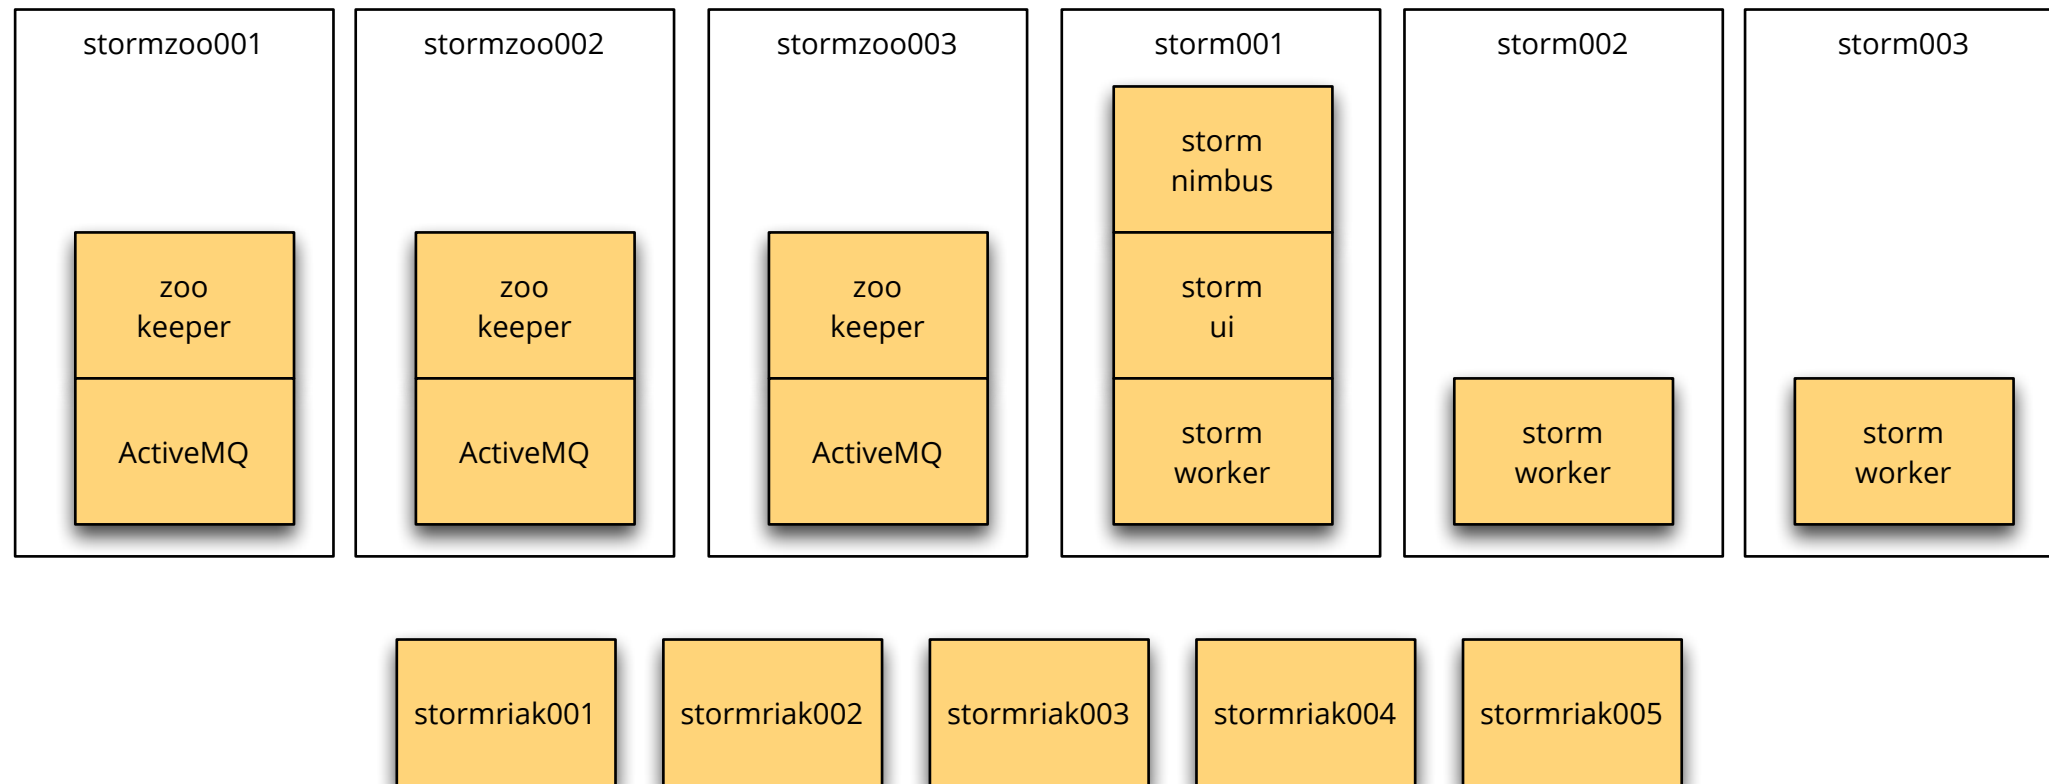 stormzoo001
stormzoo002
stormzoo003
storm001
storm002
storm003
zoo
keeper
ActiveMQ
zoo
keeper
ActiveMQ
zoo
keeper
ActiveMQ
storm
nimbus
storm
ui
storm
worker
storm
worker
storm
worker
stormriak001
stormriak002
stormriak003
stormriak004
stormriak005